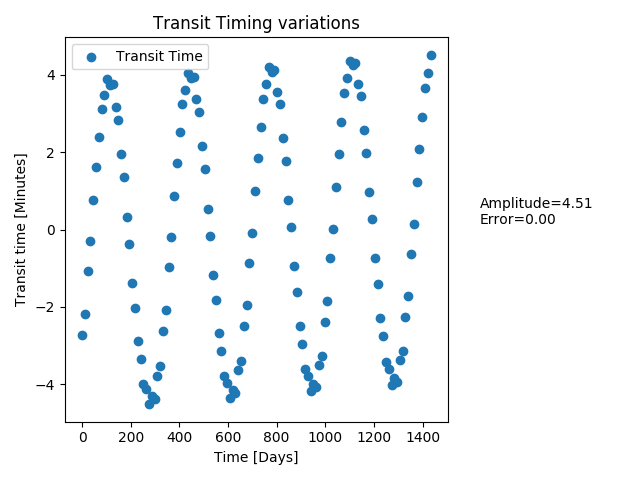 Transit Timing variations
Transit Time
Transit time [Minutes]
4
2
0
−2
−4
0 200 400 600 800 1000 1200 1400
Time [Days]
Amplitude=4.51
Error=0.00